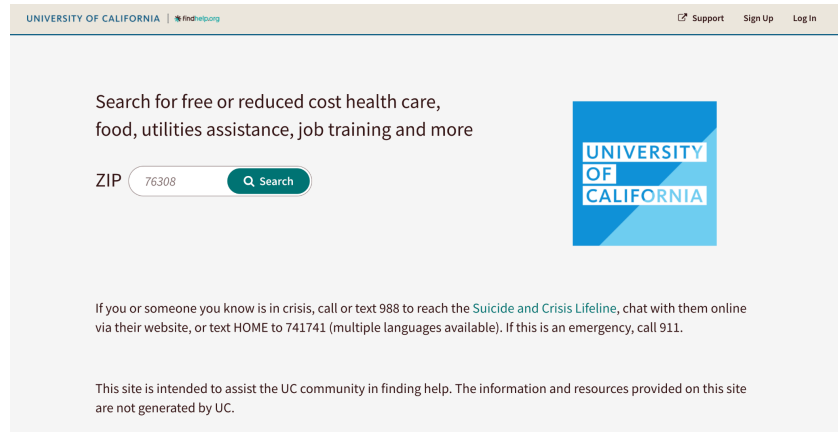 UNIVERSITY OF CALIFORNIA | findhelp.org Support Sign Up Log In
Search for free or reduced cost health care,
food, utilities assistance, job training and more
ZIP 76308 Search
UNIVERSITY
OF
CALIFORNIA
If you or someone you know is in crisis, call or text 988 to reach the Suicide and Crisis Lifeline, chat with them online
via their website, or text HOME to 741741 (multiple languages available). If this is an emergency, call 911.
This site is intended to assist the UC community in finding help. The information and resources provided on this site
are not generated by UC.